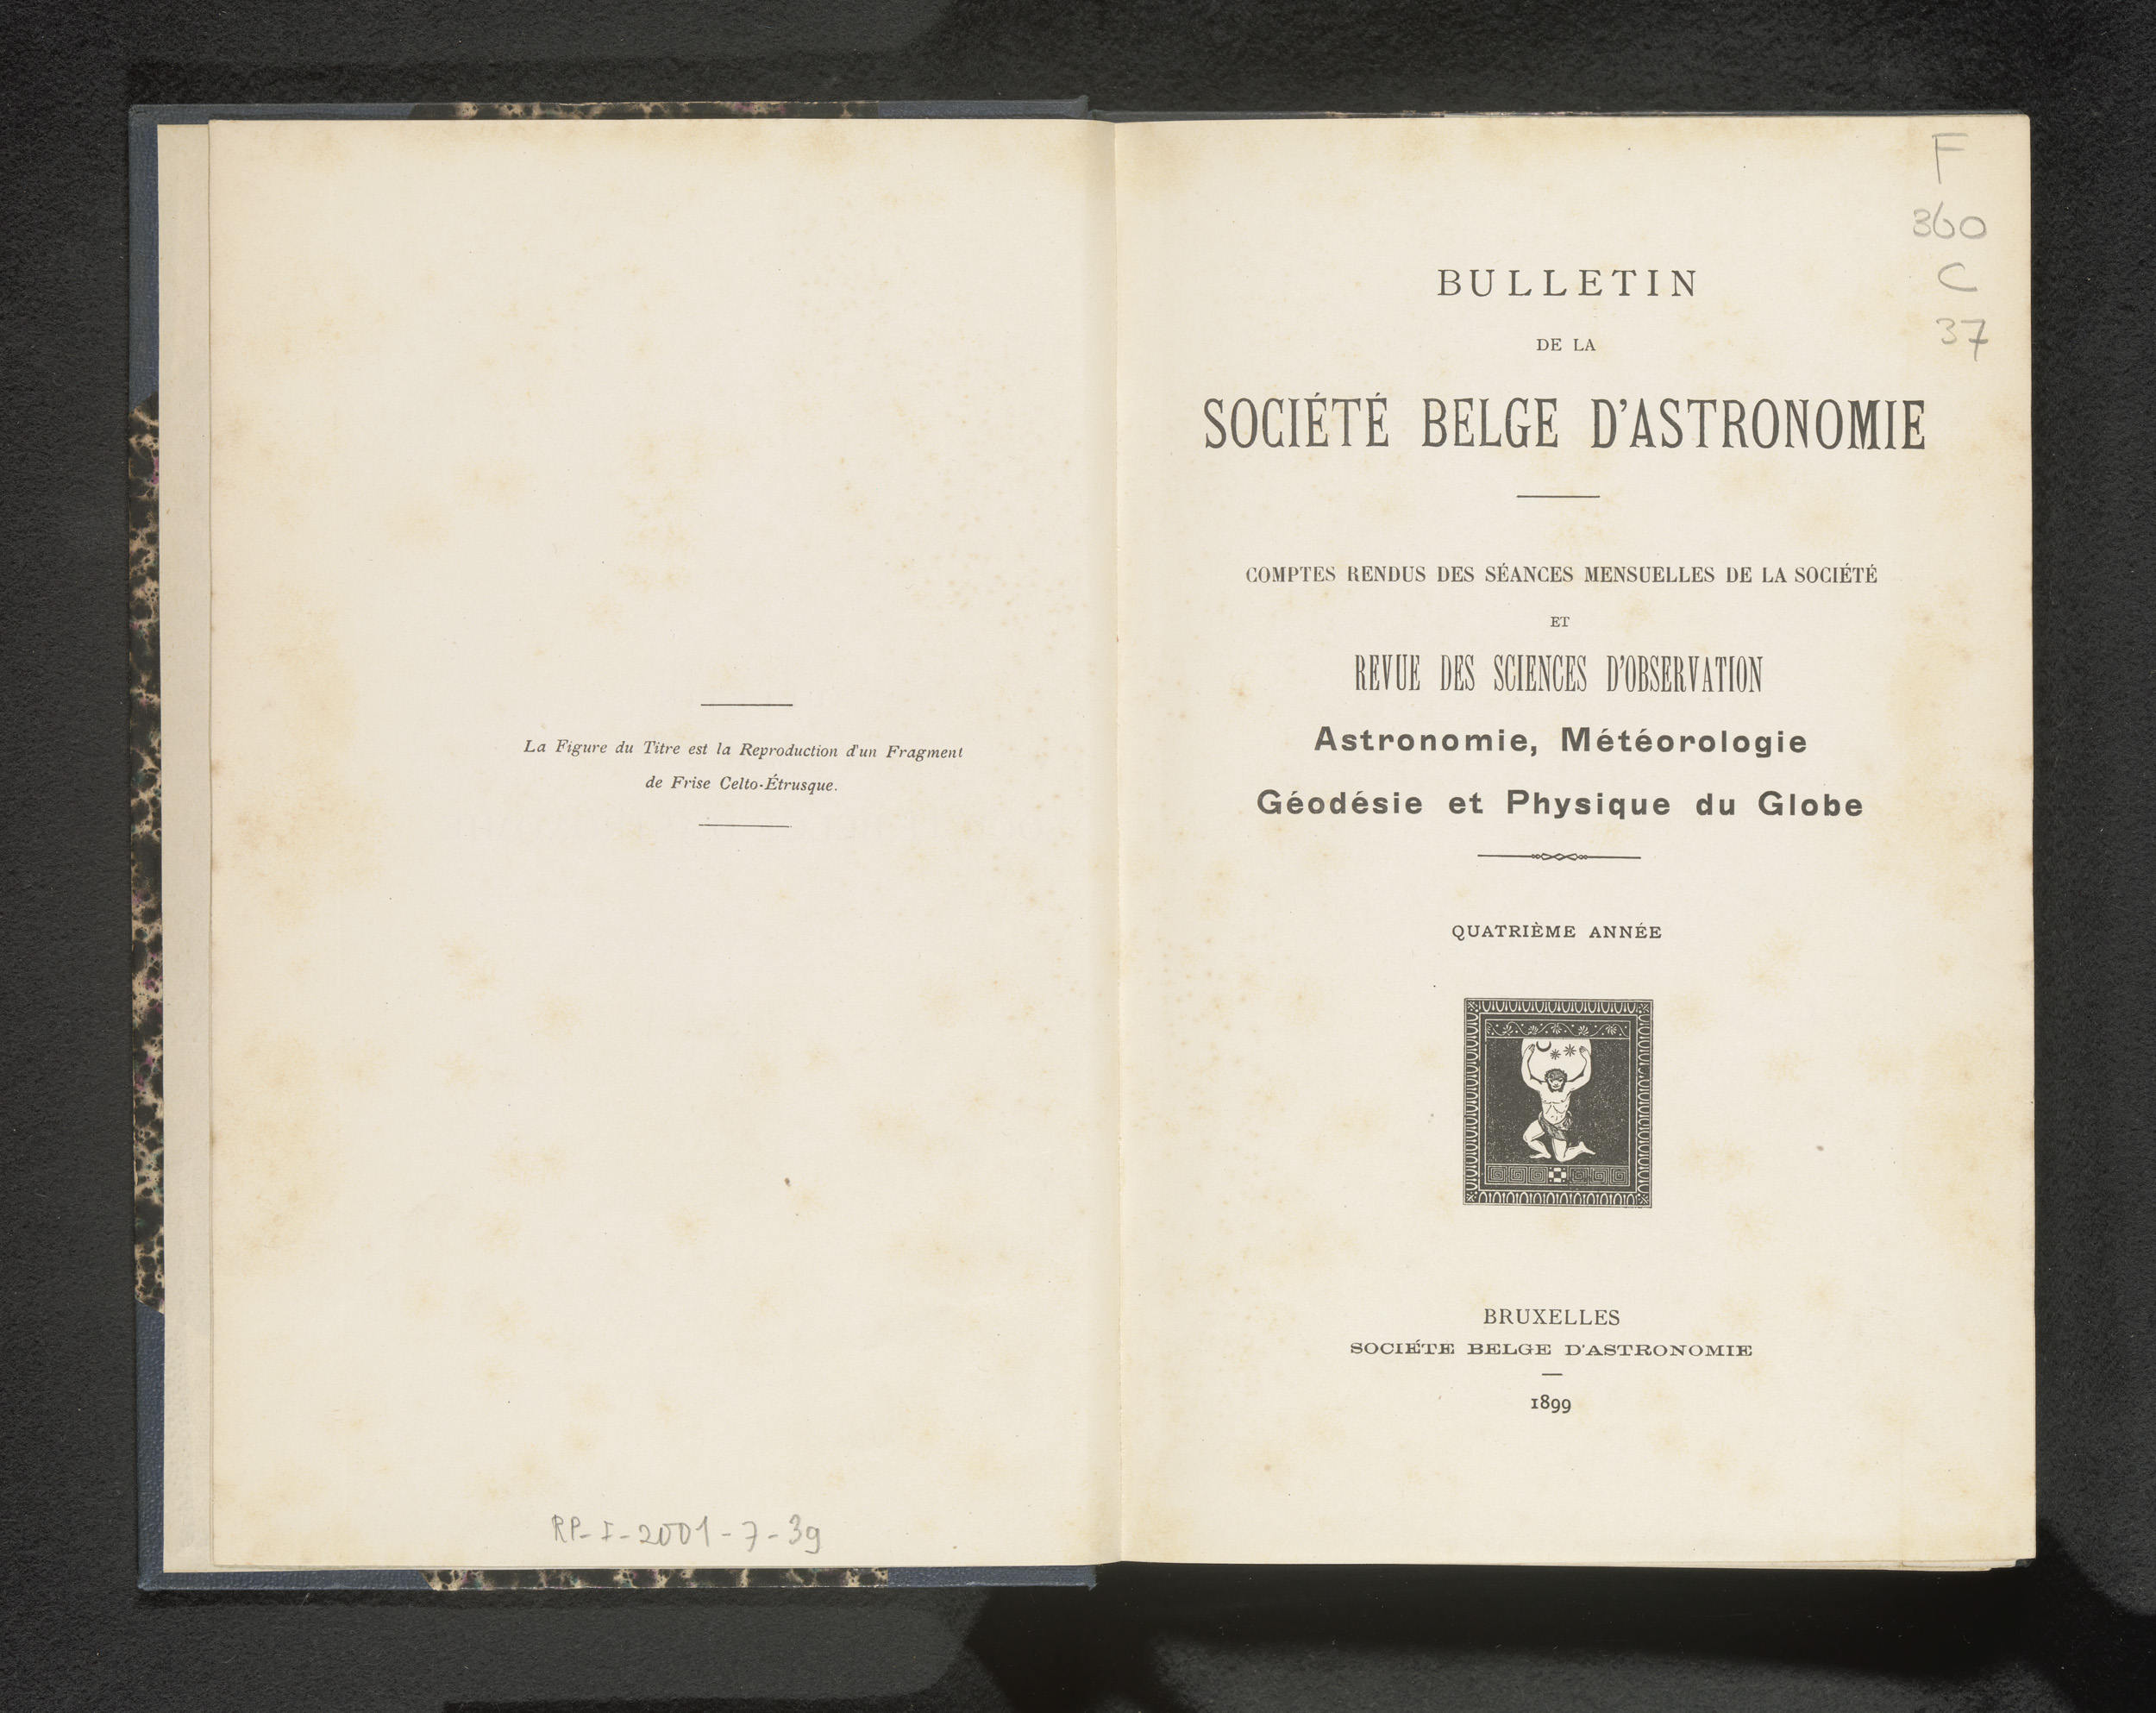 La Figure du Titre est la Reproduction d'un Fragment
de Frise Celto-Étrusque.
RP-F-2001-7-39
F
360
C
37
BULLETIN
DE LA
SOCIÉTÉ BELGE D'ASTRONOMIE
COMPTES RENDUS DES SÉANCES MENSUELLES DE LA SOCIÉTÉ
ET
REVUE DES SCIENCES D'OBSERVATION
Astronomie, Météorologie
Géodésie et Physique du Globe
QUATRIÈME ANNÉE
BRUXELLES
SOCIÉTE BELGE D'ASTRONOMIE
1899